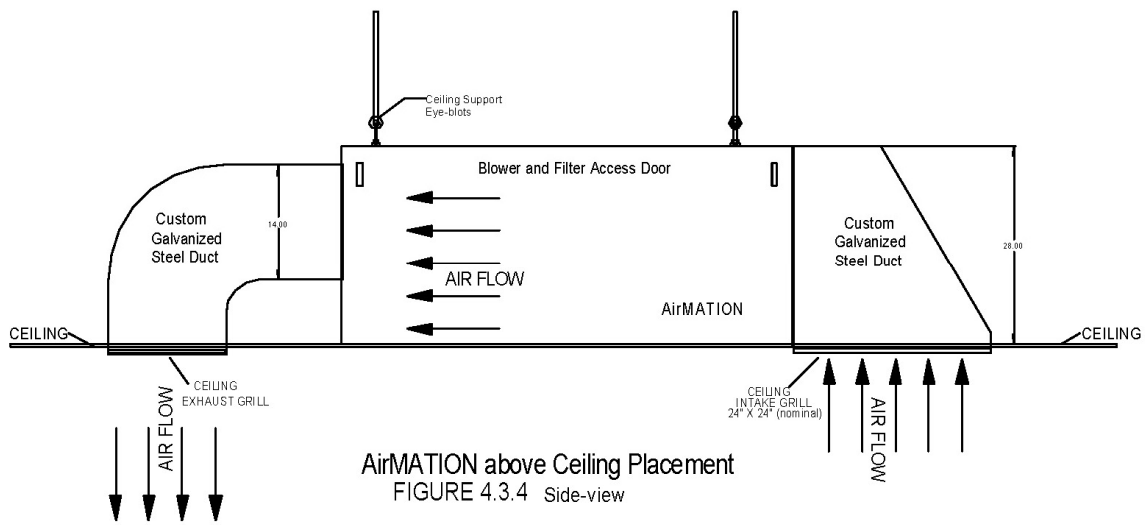 Ceiling Support
Eye-blots
Blower and Filter Access Door
Custom
Galvanized
Steel Duct
14.00
AIR FLOW
AirMATION
Custom
Galvanized
Steel Duct
28.00
CEILING
CEILING
CEILING
EXHAUST GRILL
AIR FLOW
CEILING
INTAKE GRILL
24" X 24" (nominal)
AIR FLOW
AirMATION above Ceiling Placement
FIGURE 4.3.4 Side-view